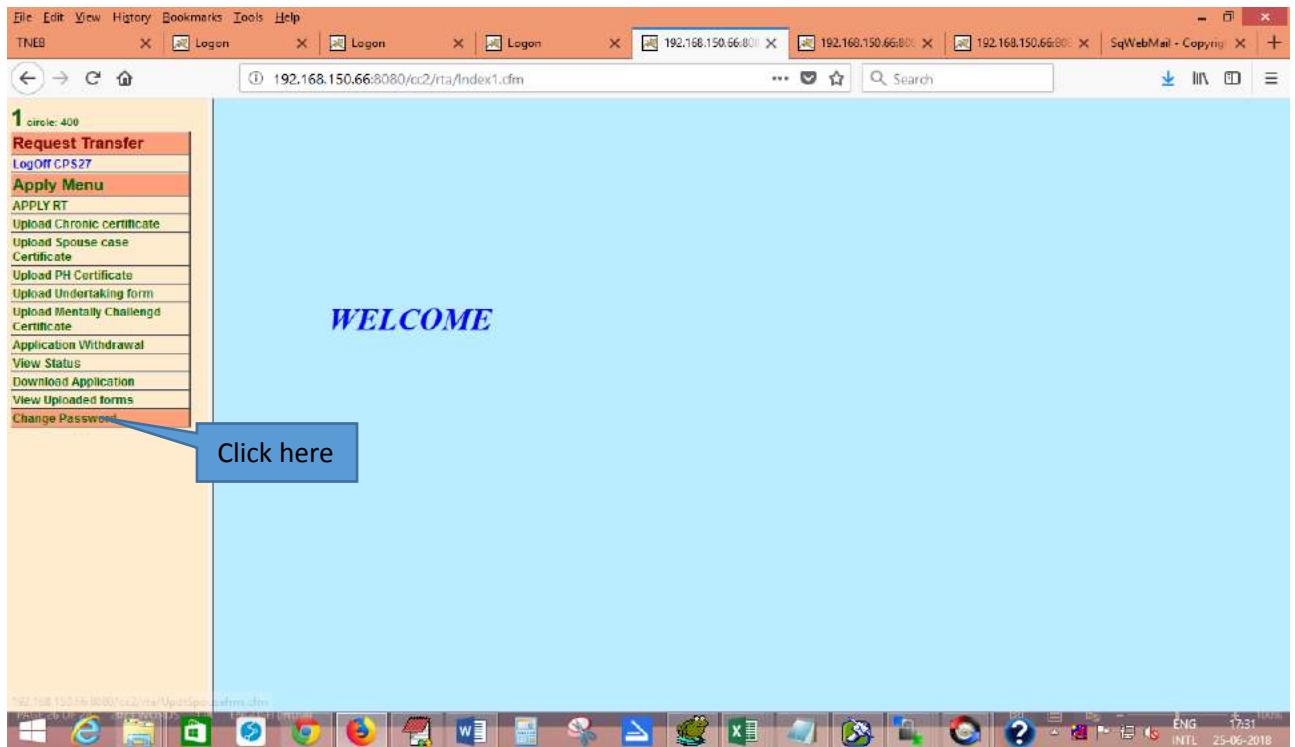 File Edit View History Bookmarks Tools Help
TNEB Logon Logon Logon 192.168.150.66:80 192.168.150.66:80 192.168.150.66:80 SqWebMail - Copyrig
192.168.150.66:8080/cc2/rta/Index1.cfm Search
1 circle: 400
Request Transfer
LogOff CPS27
Apply Menu
APPLY RT
Upload Chronic certificate
Upload Spouse case
Certificate
Upload PH Certificate
Upload Undertaking form
Upload Mentally Challengd
Certificate
Application Withdrawal
View Status
Download Application
View Uploaded forms
Change Password
Click here
WELCOME
ENG 17:31
INTL 25-06-2018